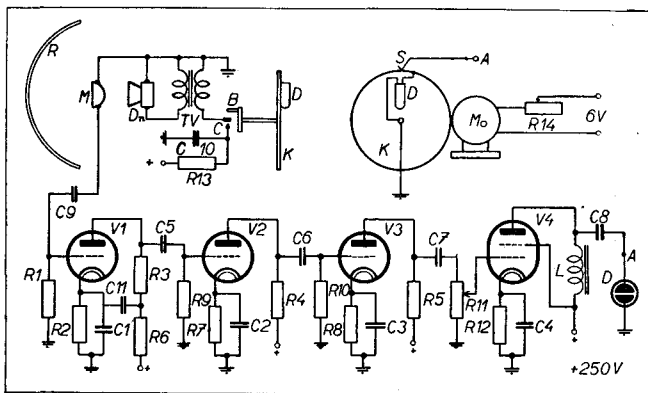 R M Dn TV B C D K
C 10
+ R13
S A
D
K Mo R14 6V
C9 V1 C5 V2 C6 V3 C7 V4 C8
R1 R2 C11 C1 R3 R6 +
R9 R7 C2 R4 +
R10 R8 C3 R5 +
R11 R12 C4 L + A D
+250V